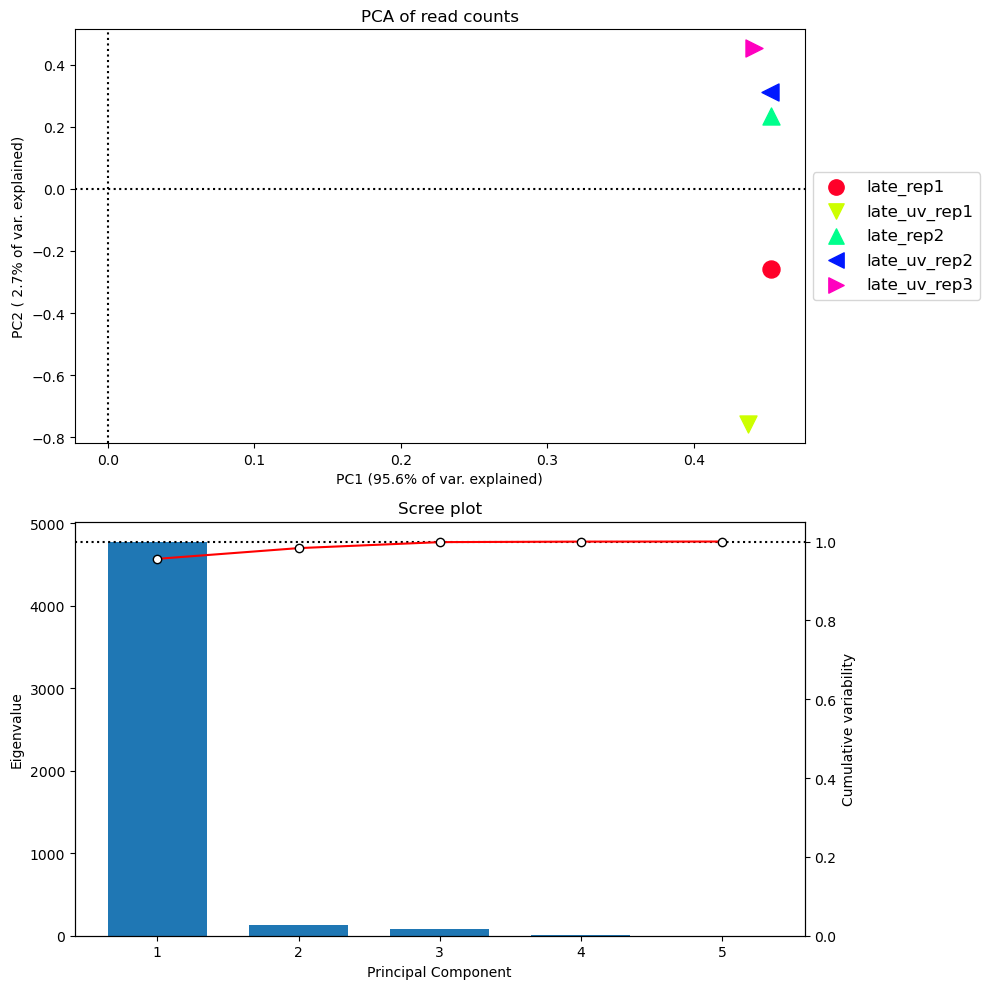 PCA of read counts
0.4
0.2
0.0
−0.2
−0.4
−0.6
−0.8
PC2 ( 2.7% of var. explained)
0.0
0.1
0.2
0.3
0.4
PC1 (95.6% of var. explained)
late_rep1
late_uv_rep1
late_rep2
late_uv_rep2
late_uv_rep3
Scree plot
5000
4000
3000
2000
1000
0
Eigenvalue
1.0
0.8
0.6
0.4
0.2
0.0
Cumulative variability
1
2
3
4
5
Principal Component